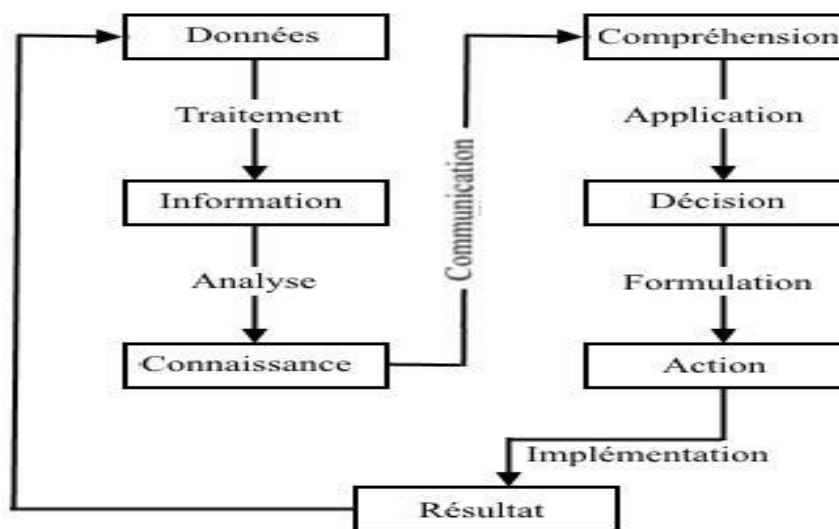 Données
Traitement
Information
Analyse
Connaissance
Communication
Compréhension
Application
Décision
Formulation
Action
Implémentation
Résultat